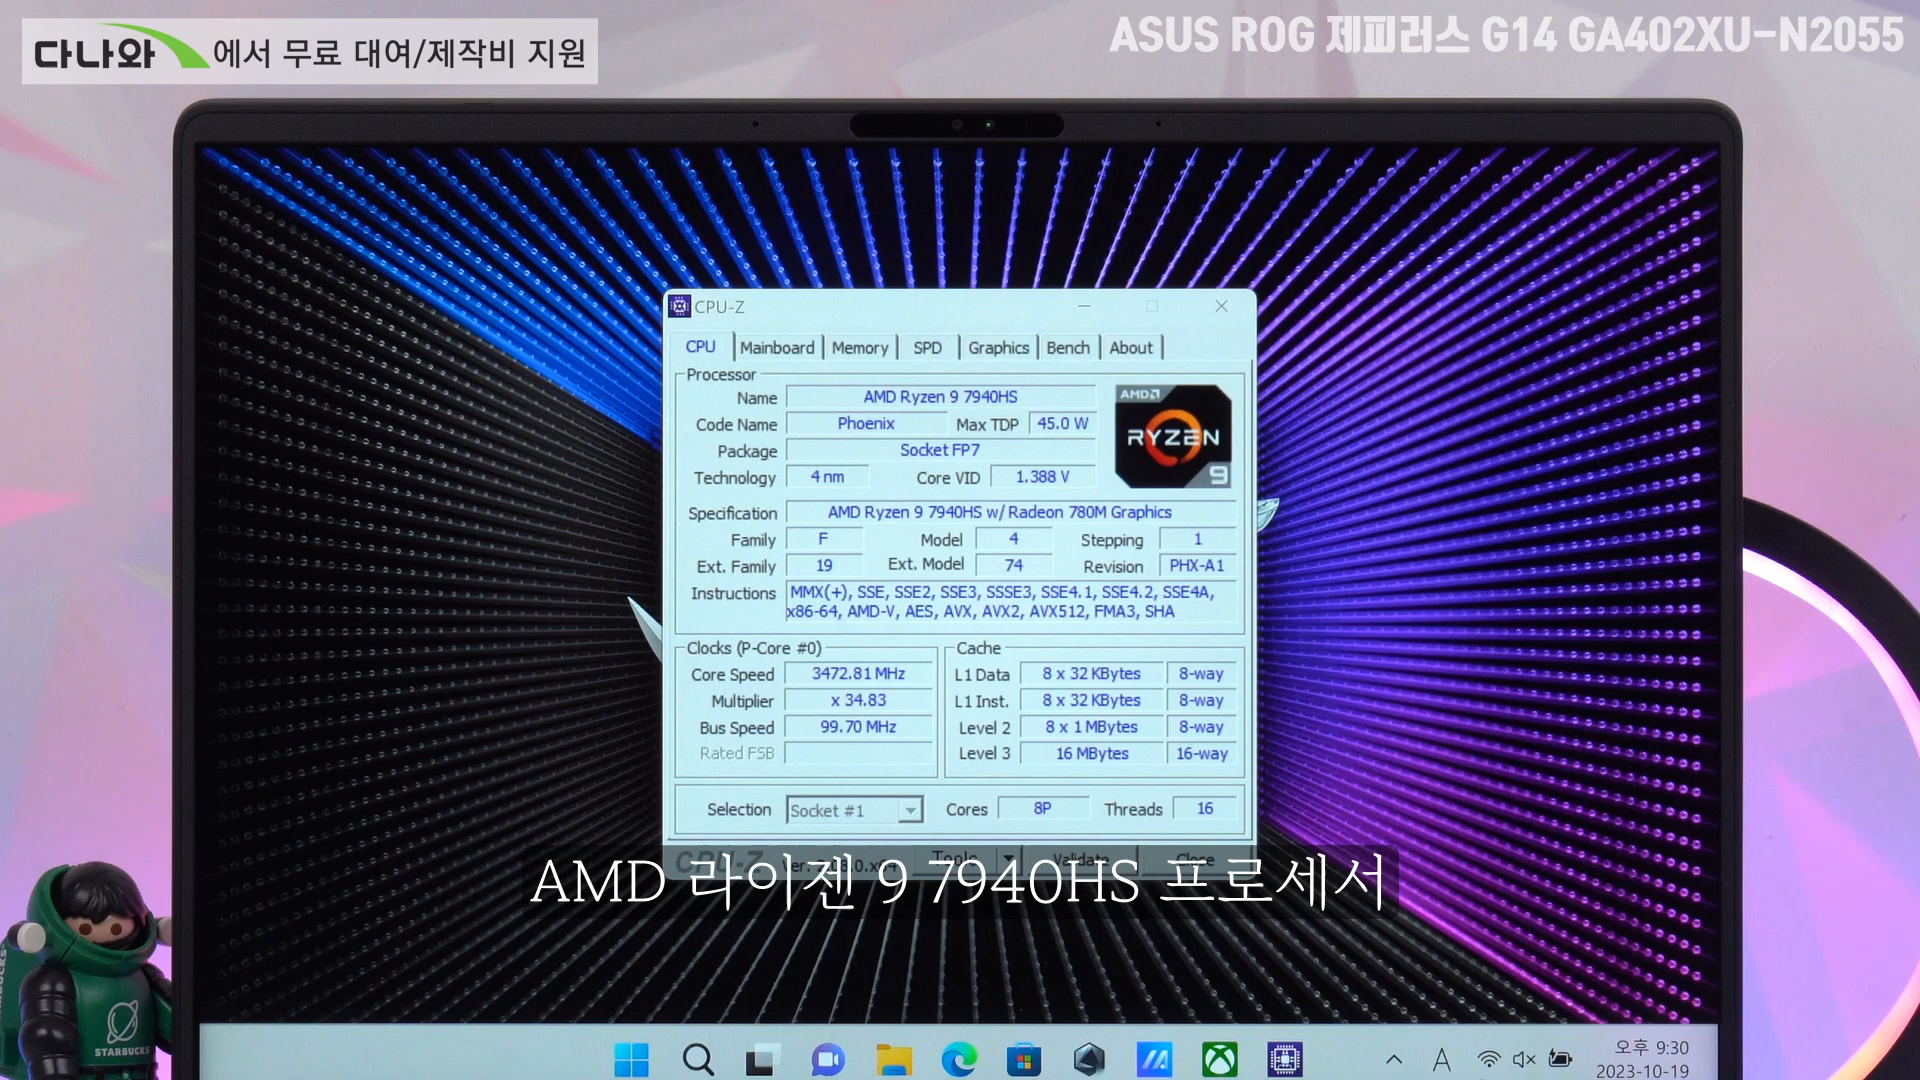 다나와 에서 무료 대여/제작비 지원
ASUS ROG 제피러스 G14 GA402XU-N2055
CPU-Z
CPU Mainboard Memory SPD Graphics Bench About
Processor
Name AMD Ryzen 9 7940HS
Code Name Phoenix Max TDP 45.0 W
Package Socket FP7
Technology 4 nm Core VID 1.388 V
AMD
RYZEN
9
Specification AMD Ryzen 9 7940HS w/ Radeon 780M Graphics
Family F Model 4 Stepping 1
Ext. Family 19 Ext. Model 74 Revision PHX-A1
Instructions MMX(+), SSE, SSE2, SSE3, SSSE3, SSE4.1, SSE4.2, SSE4A,
x86-64, AMD-V, AES, AVX, AVX2, AVX512, FMA3, SHA
Clocks (P-Core #0)
Core Speed 3472.81 MHz
Multiplier x 34.83
Bus Speed 99.70 MHz
Rated FSB
Cache
L1 Data 8 x 32 KBytes 8-way
L1 Inst. 8 x 32 KBytes 8-way
Level 2 8 x 1 MBytes 8-way
Level 3 16 MBytes 16-way
Selection Socket #1 Cores 8P Threads 16
CPU-Z Tools Validate Close
AMD 라이젠 9 7940HS 프로세서
STARBUCKS
A
오후 9:30
2023-10-19